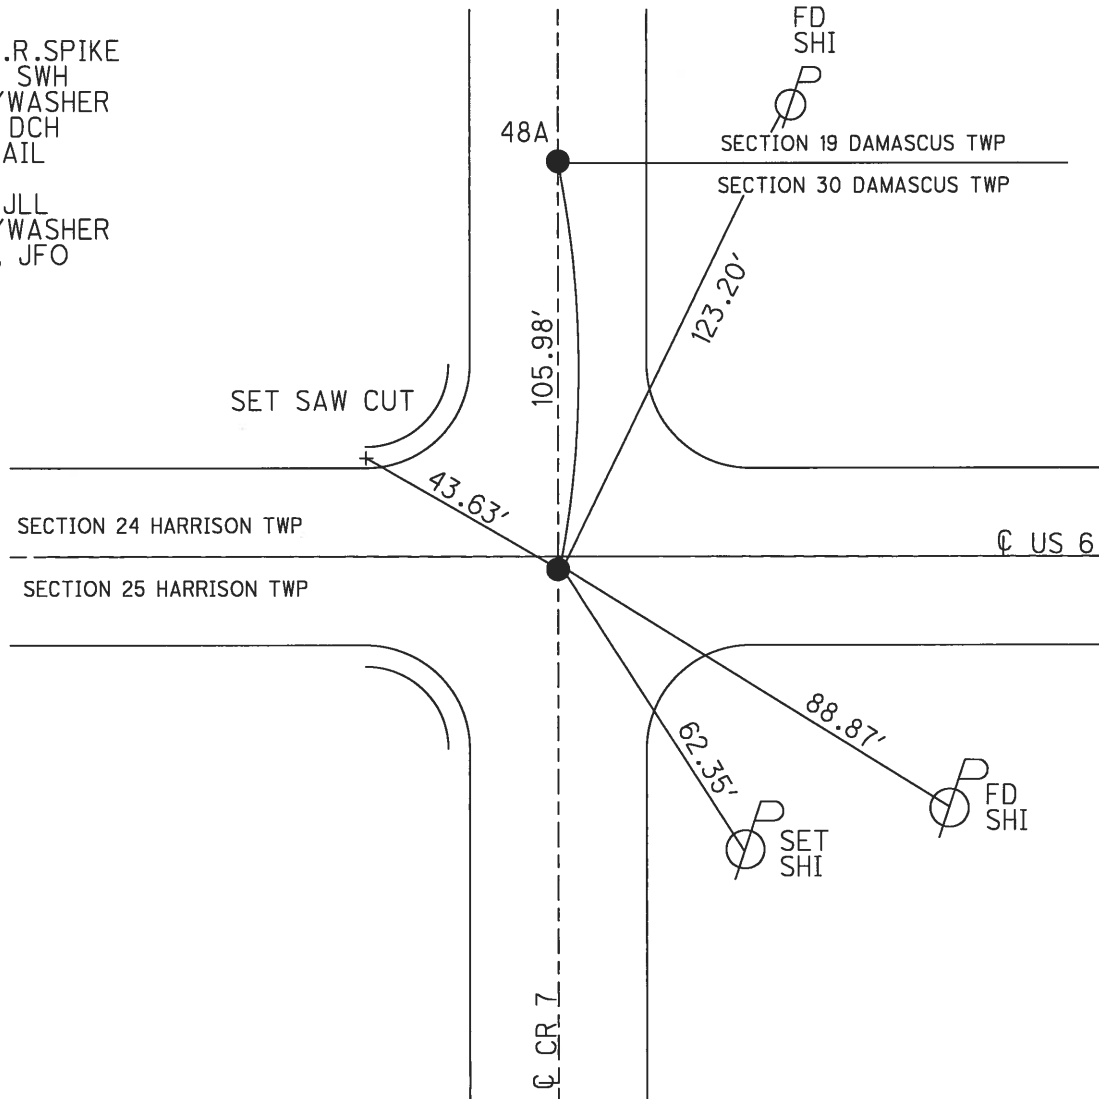 .R.SPIKE
SWH
/WASHER
DCH
AIL
JLL
/WASHER
JFO
FD
SHI
48A
SECTION 19 DAMASCUS TWP
SECTION 30 DAMASCUS TWP
123.20'
105.98'
SET SAW CUT
43.63'
SECTION 24 HARRISON TWP
℄ US 6
SECTION 25 HARRISON TWP
88.87'
62.35'
FD
SHI
SET
SHI
℄ CR 7